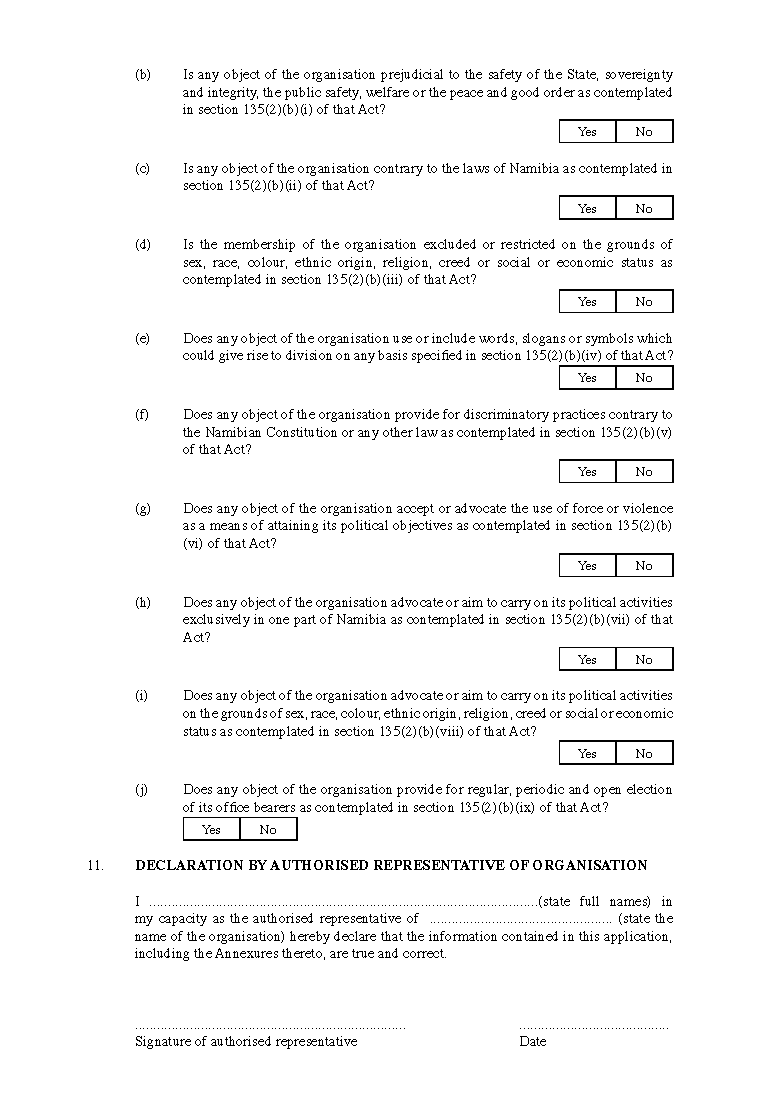 (b) Is any object of the organisation prejudicial to the safety of the State, sovereignty
and integrity, the public safety, welfare or the peace and good order as contemplated
in section 135(2)(b)(i) of that Act?
Yes No
(c) Is any object of the organisation contrary to the laws of Namibia as contemplated in
section 135(2)(b)(ii) of that Act?
Yes No
(d) Is the membership of the organisation excluded or restricted on the grounds of
sex, race, colour, ethnic origin, religion, creed or social or economic status as
contemplated in section 135(2)(b)(iii) of that Act?
Yes No
(e) Does any object of the organisation use or include words, slogans or symbols which
could give rise to division on any basis specified in section 135(2)(b)(iv) of that Act?
Yes No
(f) Does any object of the organisation provide for discriminatory practices contrary to
the Namibian Constitution or any other law as contemplated in section 135(2)(b)(v)
of that Act?
Yes No
(g) Does any object of the organisation accept or advocate the use of force or violence
as a means of attaining its political objectives as contemplated in section 135(2)(b)
(vi) of that Act?
Yes No
(h) Does any object of the organisation advocate or aim to carry on its political activities
exclusively in one part of Namibia as contemplated in section 135(2)(b)(vii) of that
Act?
Yes No
(i) Does any object of the organisation advocate or aim to carry on its political activities
on the grounds of sex, race, colour, ethnic origin, religion, creed or social or economic
status as contemplated in section 135(2)(b)(viii) of that Act?
Yes No
(j) Does any object of the organisation provide for regular, periodic and open election
of its office bearers as contemplated in section 135(2)(b)(ix) of that Act?
Yes No
11. DECLARATION BY AUTHORISED REPRESENTATIVE OF ORGANISATION
I ..........................................................................................................(state full names) in
my capacity as the authorised representative of .................................................. (state the
name of the organisation) hereby declare that the information contained in this application,
including the Annexures thereto, are true and correct.
.......................................................................... .........................................
Signature of authorised representative Date